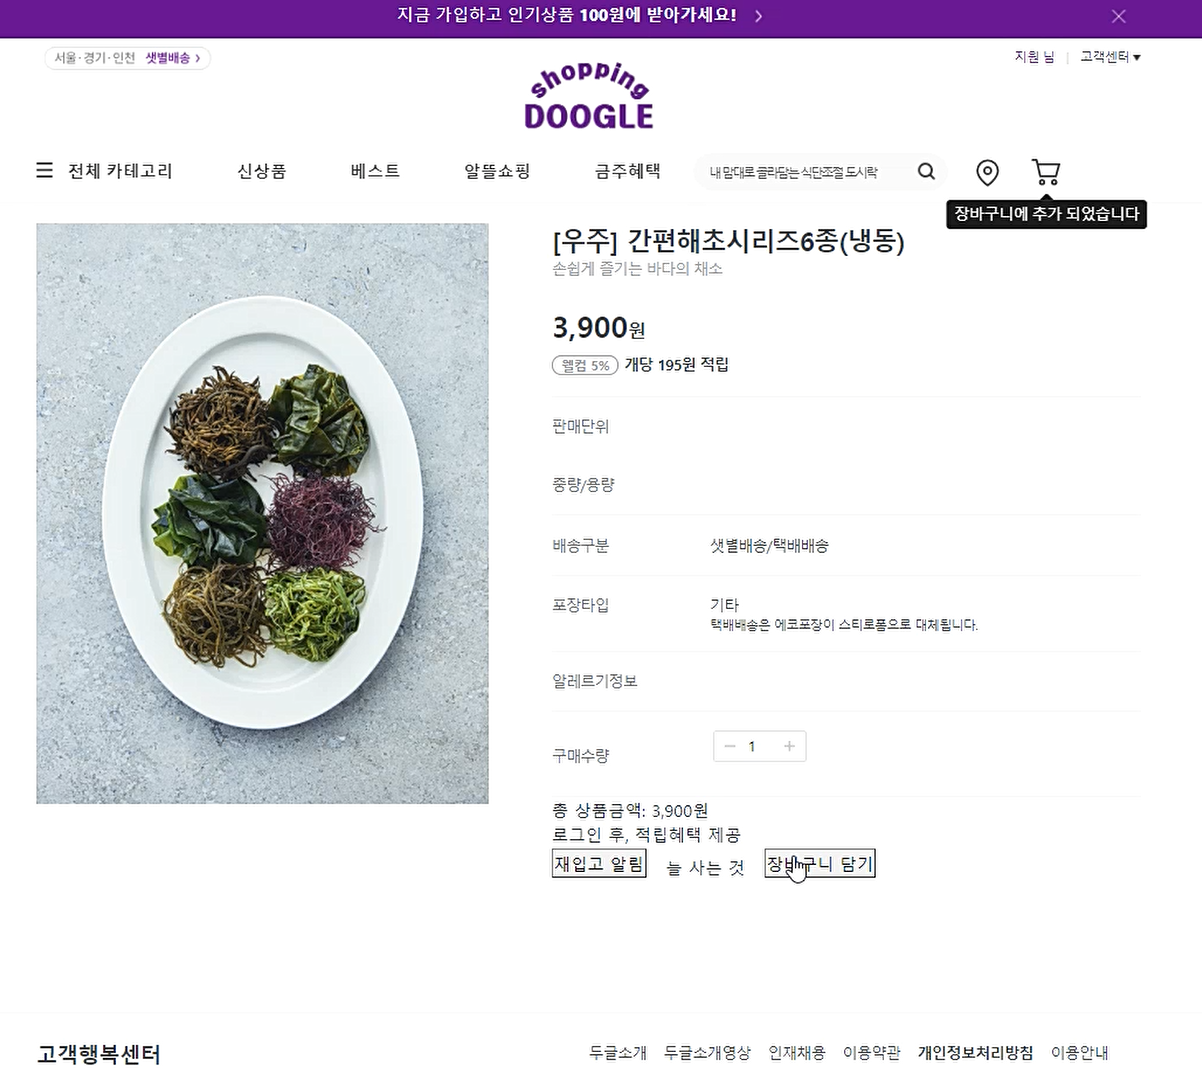 지금 가입하고 인기상품 100원에 받아가세요!
서울·경기·인천 샛별배송
지원 님 | 고객센터
shopping
DOOGLE
전체 카테고리 신상품 베스트 알뜰쇼핑 금주혜택 내 맘대로 골라담는 식단조절 도시락
장바구니에 추가 되었습니다
[우주] 간편해초시리즈6종(냉동)
손쉽게 즐기는 바다의 채소
3,900원
웰컴 5% 개당 195원 적립
판매단위
중량/용량
배송구분 샛별배송/택배배송
포장타입 기타
택배배송은 에코포장이 스티로폼으로 대체됩니다.
알레르기정보
구매수량 1
총 상품금액: 3,900원
로그인 후, 적립혜택 제공
재입고 알림 늘 사는 것 장바구니 담기
고객행복센터 두글소개 두글소개영상 인재채용 이용약관 개인정보처리방침 이용안내